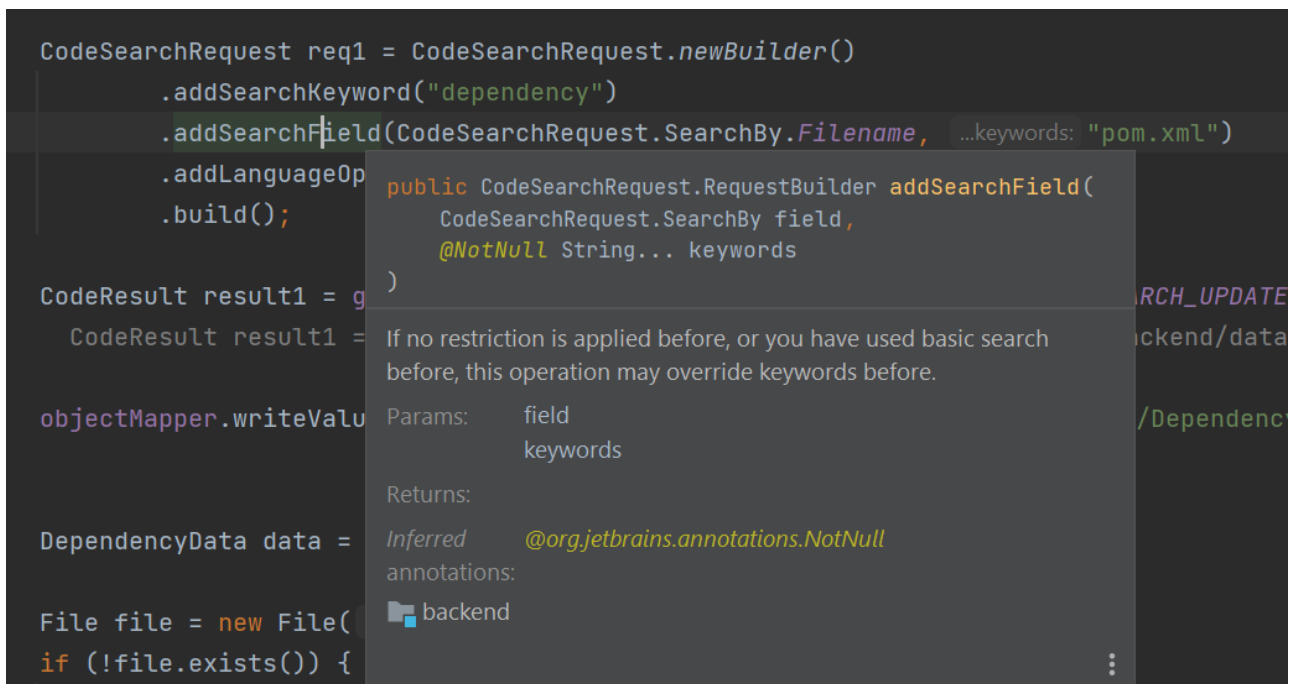 CodeSearchRequest req1 = CodeSearchRequest.newBuilder()
.addSearchKeyword("dependency")
.addSearchField(CodeSearchRequest.SearchBy.Filename, ...keywords: "pom.xml")
.addLanguageOp
.build();
public CodeSearchRequest.RequestBuilder addSearchField(
CodeSearchRequest.SearchBy field,
@NotNull String... keywords
)
CodeResult result1 = g
RCH_UPDATE
CodeResult result1 =
ckend/data
If no restriction is applied before, or you have used basic search
before, this operation may override keywords before.
objectMapper.writeValu
/Dependency
Params: field
keywords
Returns:
DependencyData data =
Inferred @org.jetbrains.annotations.NotNull
annotations:
backend
File file = new File(
if (!file.exists()) {